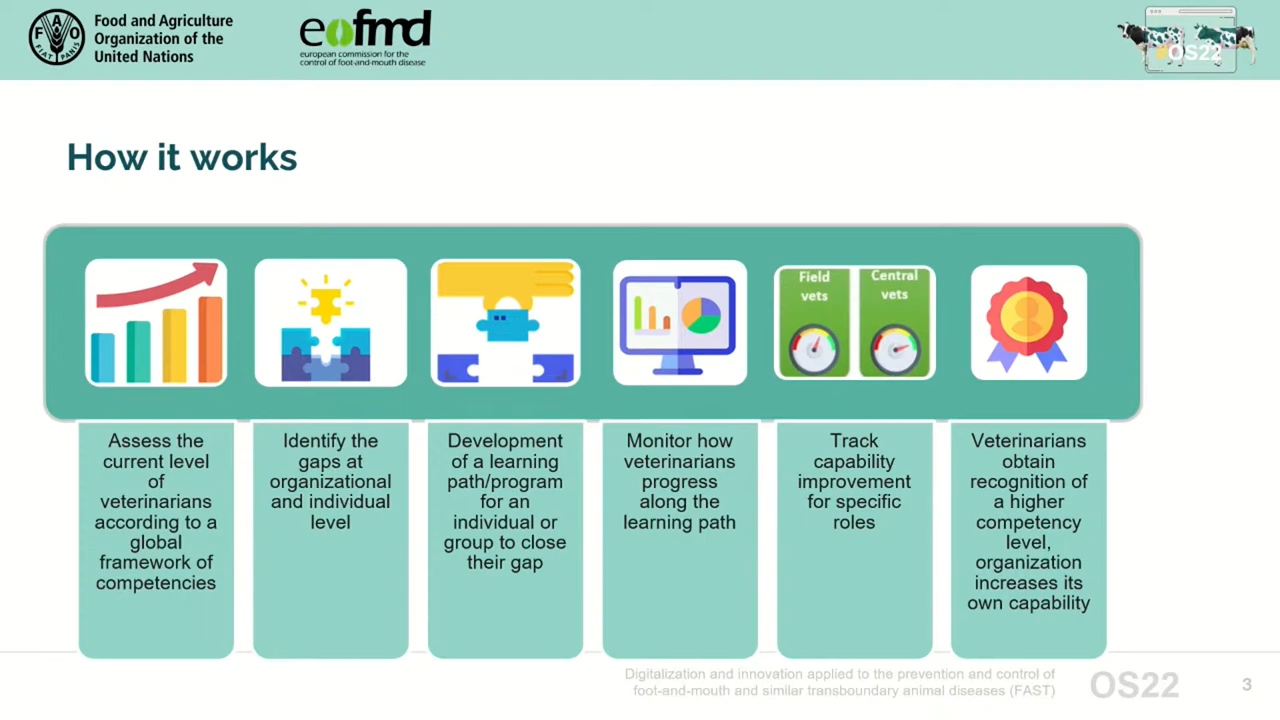 Food and Agriculture
Organization of the
United Nations
FAO
FIAT PANIS
eofmd
european commission for the
control of foot-and-mouth disease
#OS22
How it works
Field
vets
Central
vets
Assess the
current level
of
veterinarians
according to a
global
framework of
competencies
Identify the
gaps at
organizational
and individual
level
Development
of a learning
path/program
for an
individual or
group to close
their gap
Monitor how
veterinarians
progress
along the
learning path
Track
capability
improvement
for specific
roles
Veterinarians
obtain
recognition of
a higher
competency
level,
organization
increases its
own capability
Digitalization and innovation applied to the prevention and control of
foot-and-mouth and similar transboundary animal diseases (FAST)
OS22
3